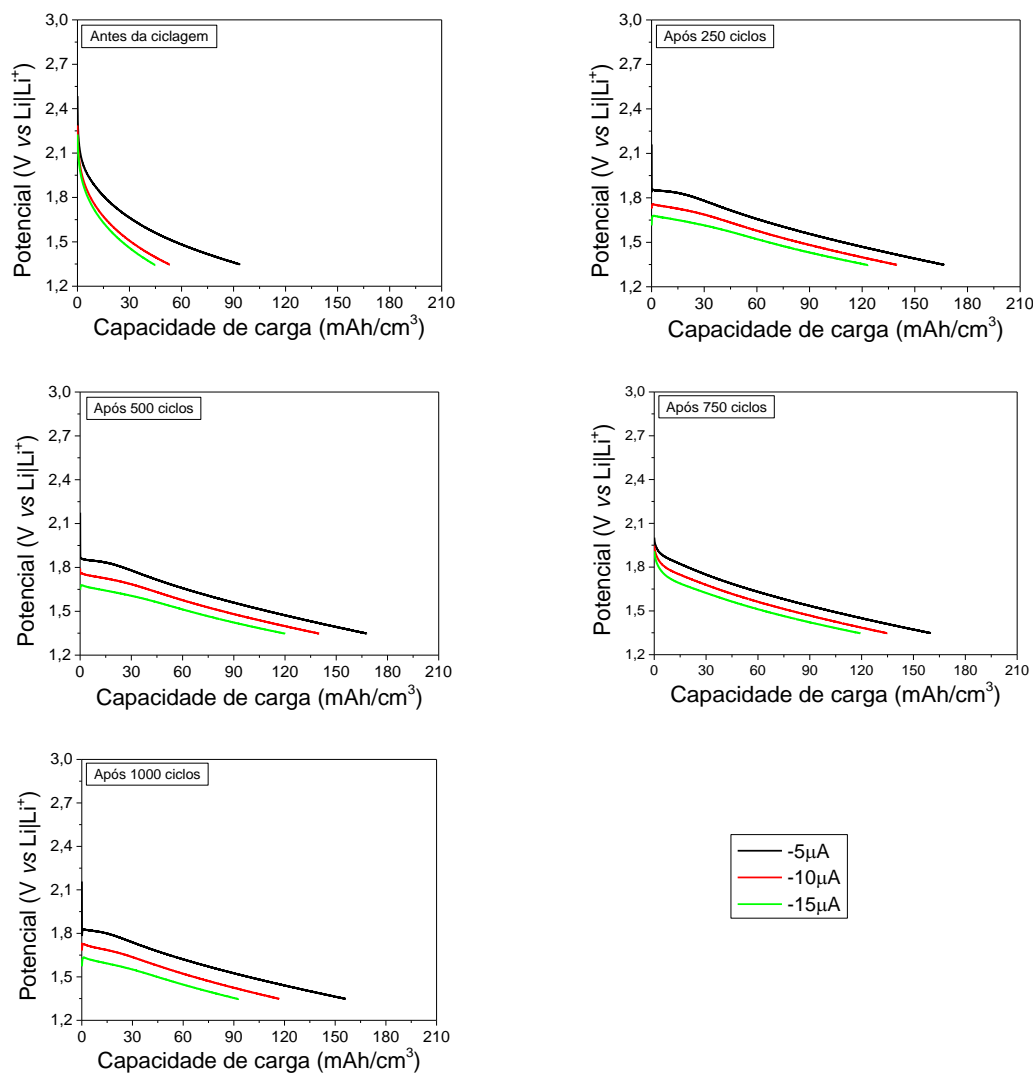 Antes da ciclagem
3,0
2,7
2,4
2,1
1,8
1,5
1,2
0 30 60 90 120 150 180 210
Potencial (V vs Li|Li⁺)
Capacidade de carga (mAh/cm³)
Após 250 ciclos
3,0
2,7
2,4
2,1
1,8
1,5
1,2
0 30 60 90 120 150 180 210
Potencial (V vs Li|Li⁺)
Capacidade de carga (mAh/cm³)
Após 500 ciclos
3,0
2,7
2,4
2,1
1,8
1,5
1,2
0 30 60 90 120 150 180 210
Potencial (V vs Li|Li⁺)
Capacidade de carga (mAh/cm³)
Após 750 ciclos
3,0
2,7
2,4
2,1
1,8
1,5
1,2
0 30 60 90 120 150 180 210
Potencial (V vs Li|Li⁺)
Capacidade de carga (mAh/cm³)
Após 1000 ciclos
3,0
2,7
2,4
2,1
1,8
1,5
1,2
0 30 60 90 120 150 180 210
Potencial (V vs Li|Li⁺)
Capacidade de carga (mAh/cm³)
-5μA
-10μA
-15μA